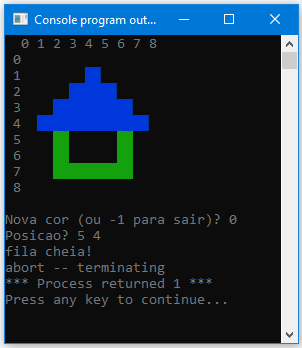 Console program out...
0 1 2 3 4 5 6 7 8
0
1
2
3
4
5
6
7
8
Nova cor (ou -1 para sair)? 0
Posicao? 5 4
fila cheia!
abort -- terminating
*** Process returned 1 ***
Press any key to continue...